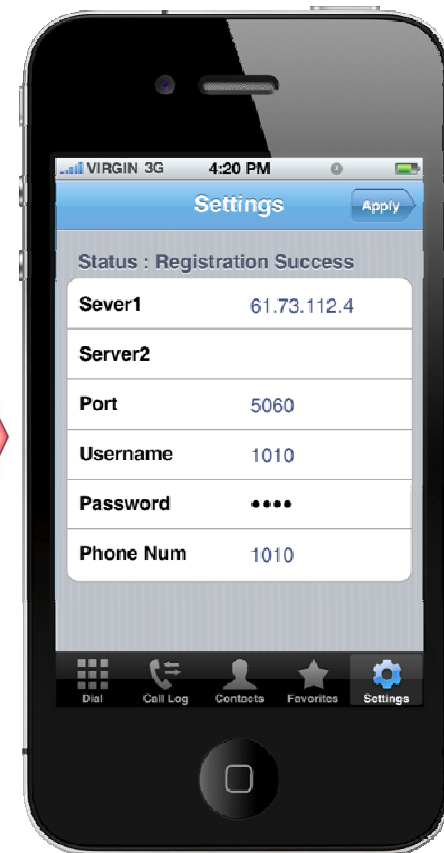 VIRGIN 3G 4:20 PM
Settings Apply
Status : Registration Success
Sever1 61.73.112.4
Server2
Port 5060
Username 1010
Password ••••
Phone Num 1010
Dial Call Log Contacts Favorites Settings